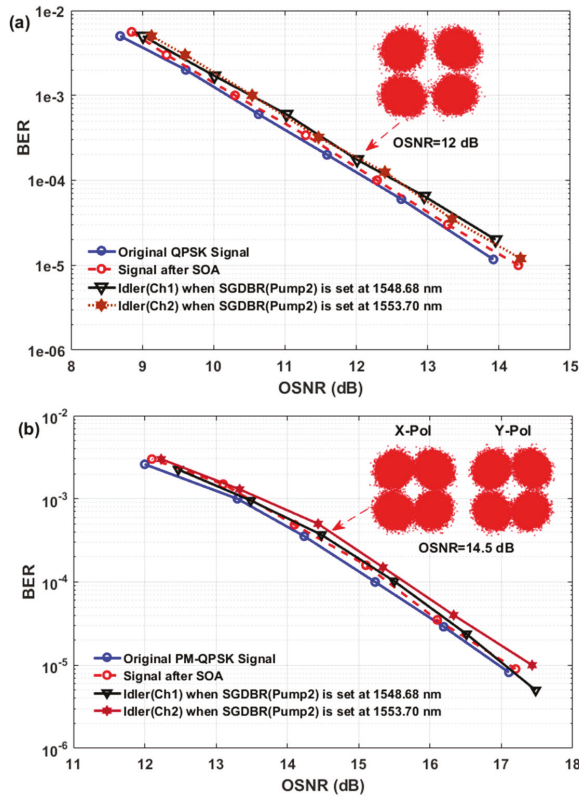 (a)
1e-2
1e-3
1e-04
1e-5
1e-06
BER
OSNR=12 dB
Original QPSK Signal
Signal after SOA
Idler(Ch1) when SGDBR(Pump2) is set at 1548.68 nm
Idler(Ch2) when SGDBR(Pump2) is set at 1553.70 nm
8 9 10 11 12 13 14 15
OSNR (dB)
(b)
10-2
10-3
10-4
10-5
10-6
BER
X-Pol Y-Pol
OSNR=14.5 dB
Original PM-QPSK Signal
Signal after SOA
Idler(Ch1) when SGDBR(Pump2) is set at 1548.68 nm
Idler(Ch2) when SGDBR(Pump2) is set at 1553.70 nm
11 12 13 14 15 16 17 18
OSNR (dB)